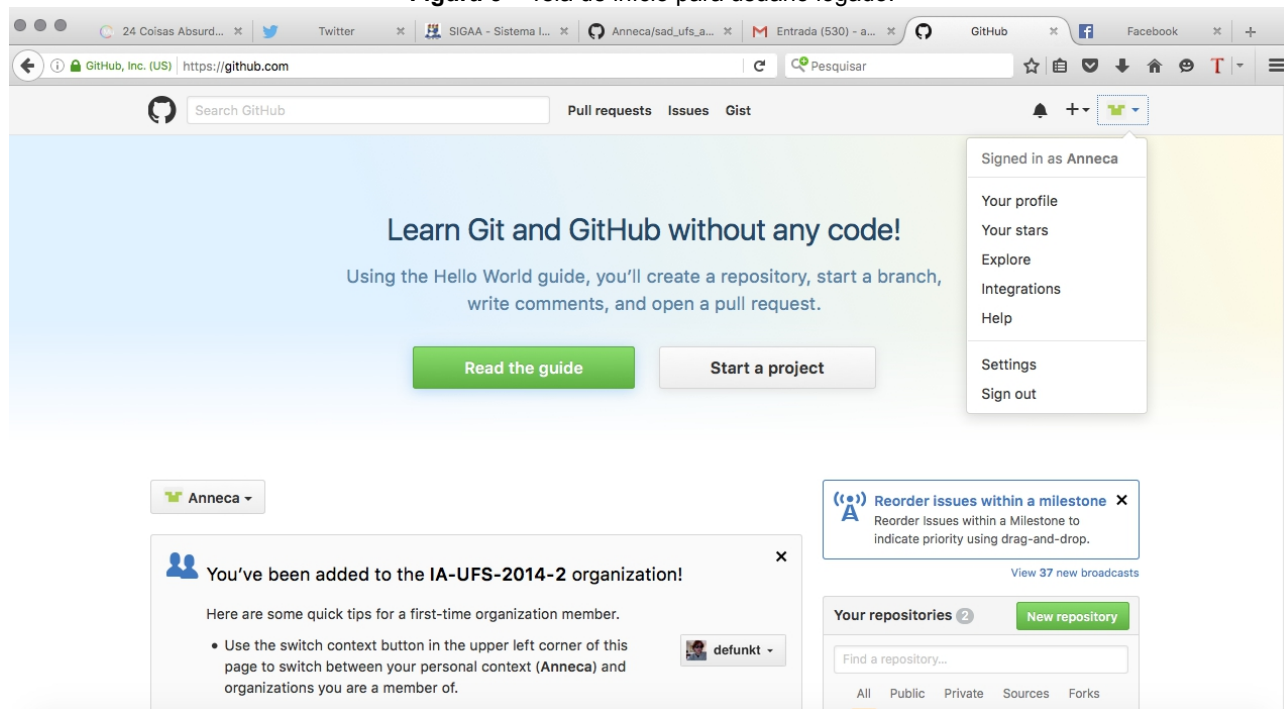 início para usuário logado.
24 Coisas Absurd...
Twitter
SIGAA - Sistema I...
Anneca/sad_ufs_a...
Entrada (530) - a...
GitHub
Facebook
GitHub, Inc. (US)
https://github.com
Pesquisar
Search GitHub
Pull requests Issues Gist
Signed in as Anneca
Your profile
Your stars
Explore
Integrations
Help
Settings
Sign out
Learn Git and GitHub without any code!
Using the Hello World guide, you'll create a repository, start a branch,
write comments, and open a pull request.
Read the guide
Start a project
Anneca
You've been added to the IA-UFS-2014-2 organization!
Here are some quick tips for a first-time organization member.
• Use the switch context button in the upper left corner of this
page to switch between your personal context (Anneca) and
organizations you are a member of.
defunkt
Reorder issues within a milestone
Reorder Issues within a Milestone to
indicate priority using drag-and-drop.
View 37 new broadcasts
Your repositories 2
New repository
Find a repository...
All Public Private Sources Forks